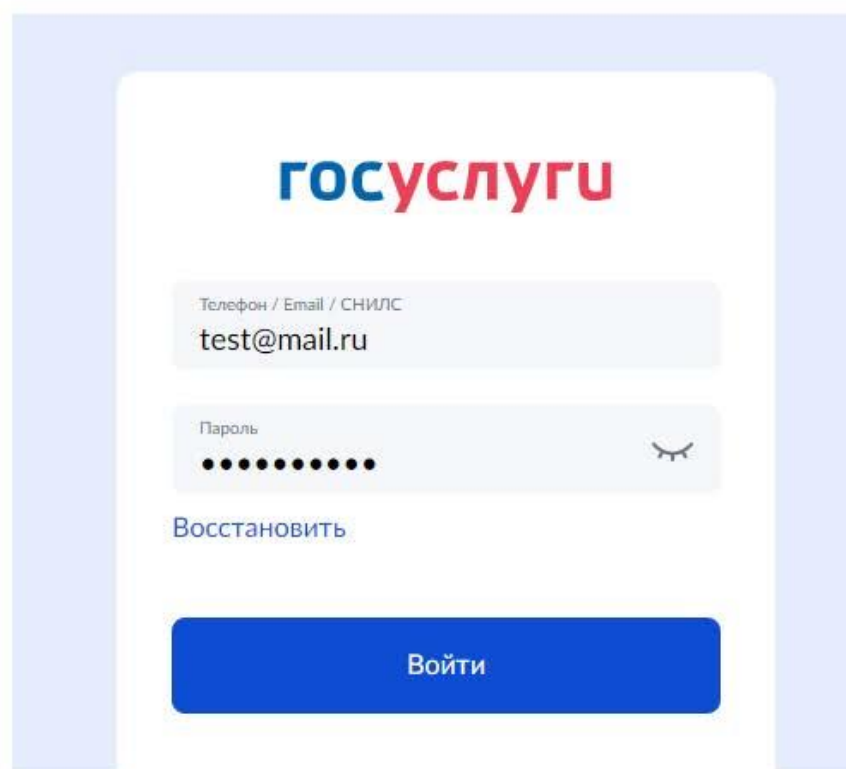 госуслуги
Телефон / Email / СНИЛС
test@mail.ru
Пароль
••••••••••
Восстановить
Войти